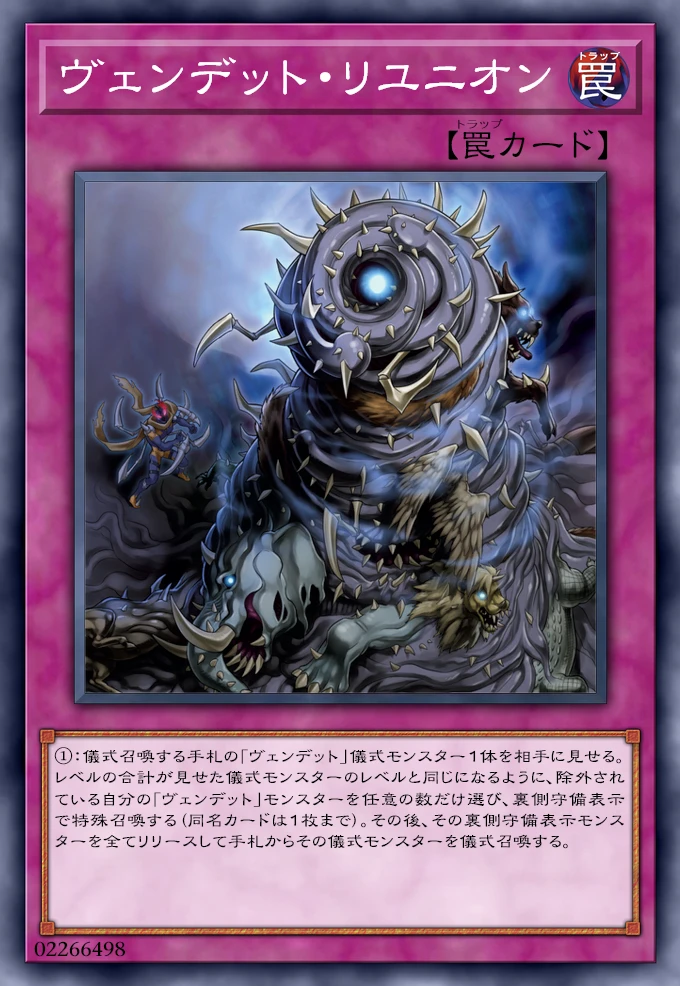 ヴェンデット・リユニオン
トラップ
罠
トラップ
【罠カード】
①:儀式召喚する手札の「ヴェンデット」儀式モンスター1体を相手に見せる。
レベルの合計が見せた儀式モンスターのレベルと同じになるように、除外され
ている自分の「ヴェンデット」モンスターを任意の数だけ選び、裏側守備表示
で特殊召喚する(同名カードは1枚まで)。その後、その裏側守備表示モンス
ターを全てリリースして手札からその儀式モンスターを儀式召喚する。
02266498